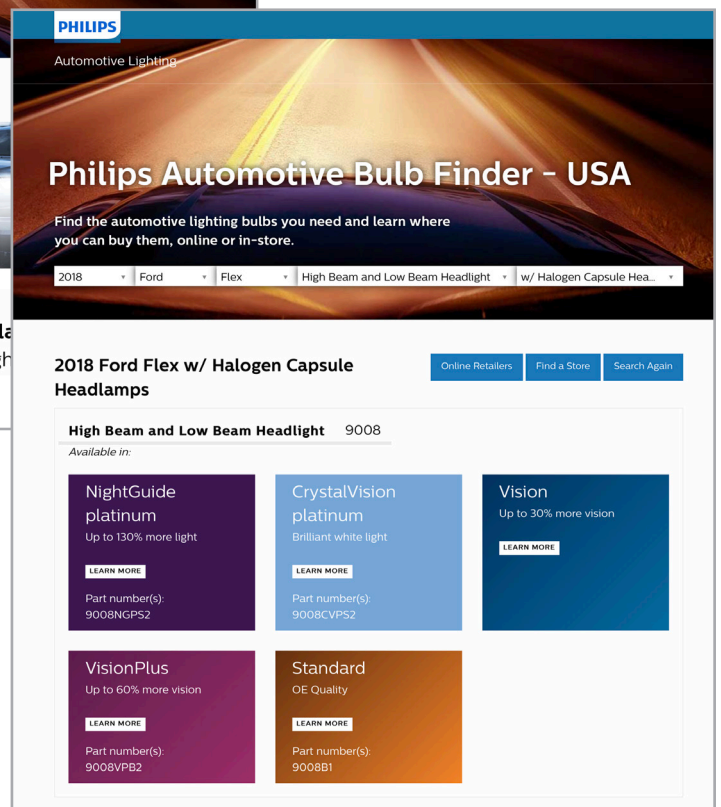 PHILIPS
Automotive Lighting
Philips Automotive Bulb Finder - USA
Find the automotive lighting bulbs you need and learn where
you can buy them, online or in-store.
2018 Ford Flex High Beam and Low Beam Headlight w/ Halogen Capsule Hea...
2018 Ford Flex w/ Halogen Capsule
Headlamps
Online Retailers Find a Store Search Again
High Beam and Low Beam Headlight 9008
Available in:
NightGuide
platinum
Up to 130% more light
LEARN MORE
Part number(s):
9008NGPS2
CrystalVision
platinum
Brilliant white light
LEARN MORE
Part number(s):
9008CVPS2
Vision
Up to 30% more vision
LEARN MORE
VisionPlus
Up to 60% more vision
LEARN MORE
Part number(s):
9008VPB2
Standard
OE Quality
LEARN MORE
Part number(s):
9008B1